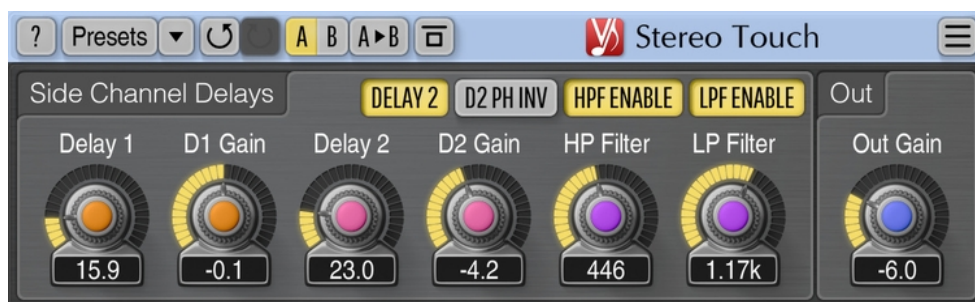 ? Presets A B A▸B Stereo Touch
Side Channel Delays DELAY 2 D2 PH INV HPF ENABLE LPF ENABLE Out
Delay 1 D1 Gain Delay 2 D2 Gain HP Filter LP Filter Out Gain
15.9 -0.1 23.0 -4.2 446 1.17k -6.0